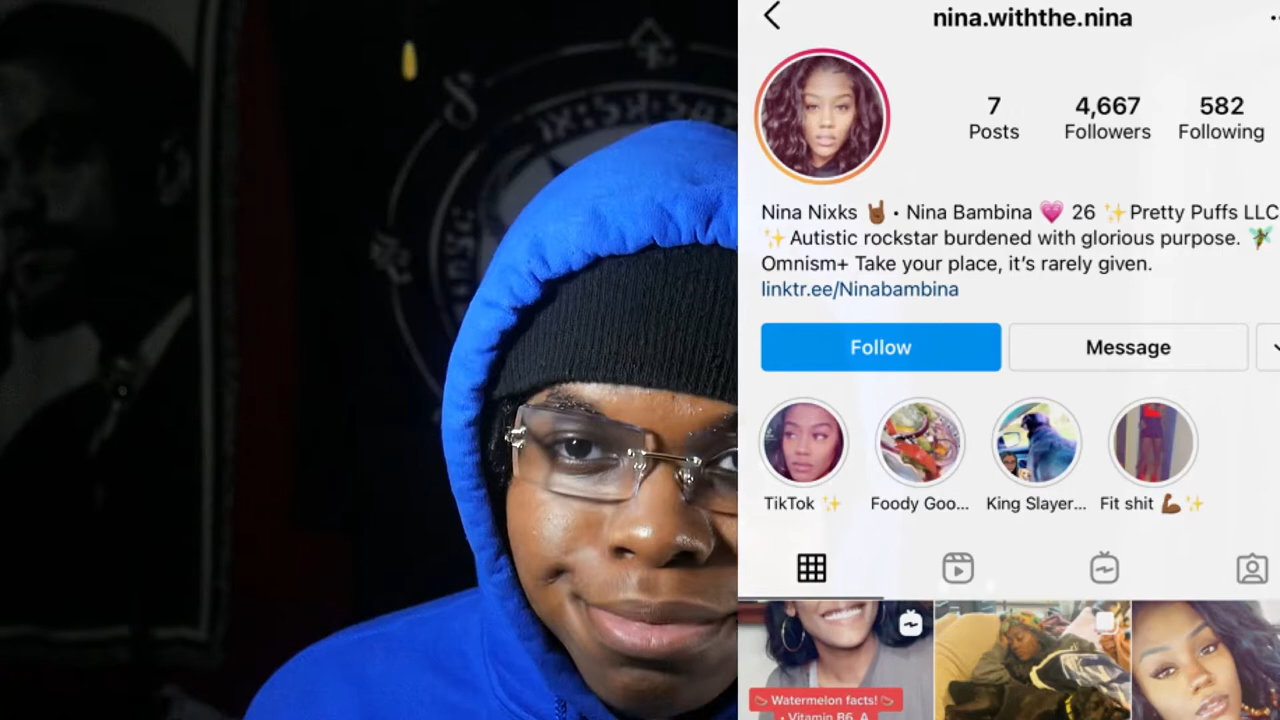 nina.withthe.nina
7
4,667
582
Posts
Followers
Following
Nina Nixks 🤘🏾 • Nina Bambina 💗 26 ✨ Pretty Puffs LLC
✨ Autistic rockstar burdened with glorious purpose. 🧚🏾
Omnism+ Take your place, it’s rarely given.
linktr.ee/Ninabambina
Follow
Message
TikTok ✨
Foody Goo...
King Slayer...
Fit shit 💪🏾✨
🍉 Watermelon facts! 🍉
• Vitamin B6, A